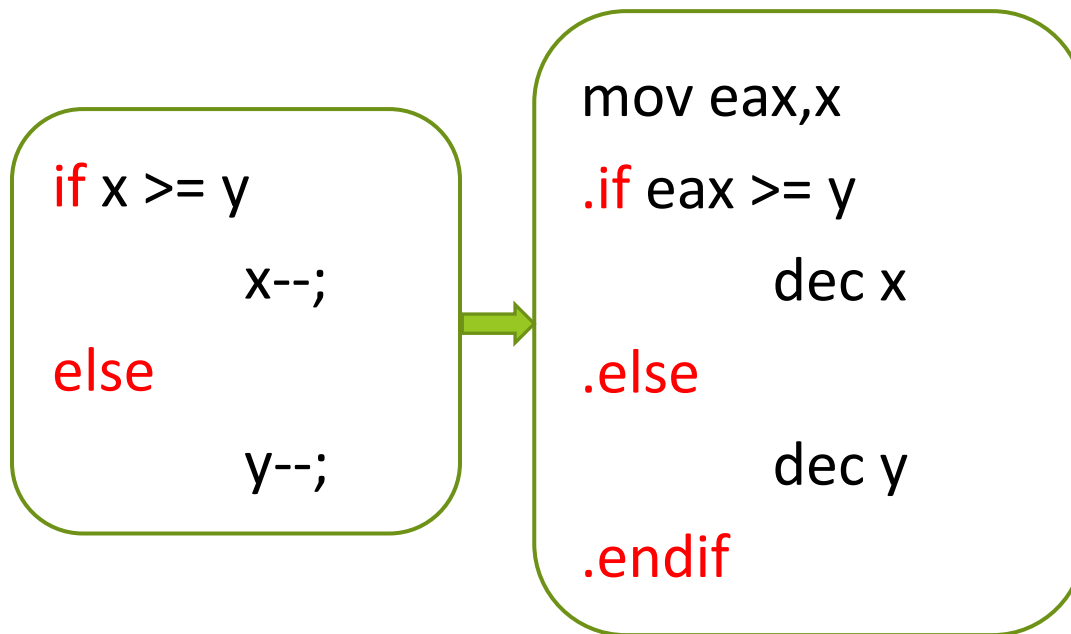 if x >= y
x--;
else
y--;
mov eax,x
.if eax >= y
dec x
.else
dec y
.endif